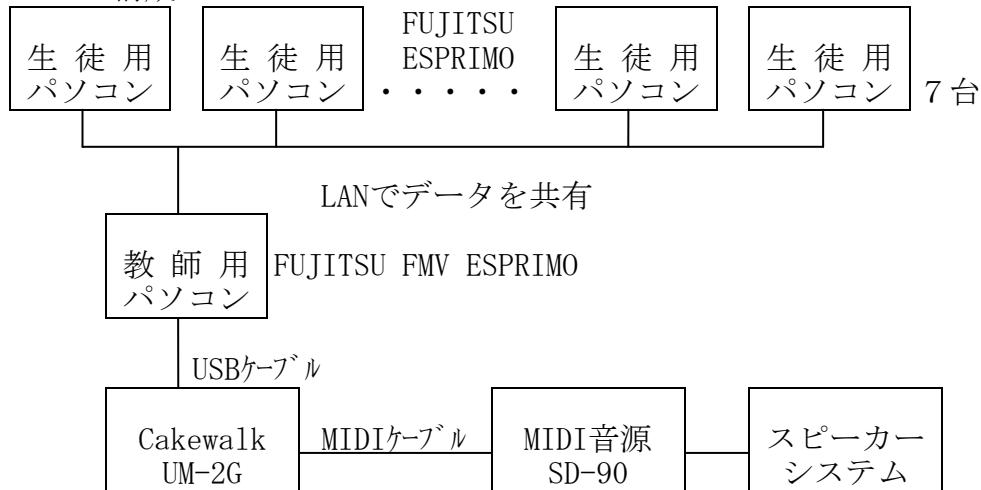 FUJITSU
ESPRIMO
生 徒 用
パソコン
生 徒 用
パソコン
・・・・・
生 徒 用
パソコン
生 徒 用
パソコン
7台
LANでデータを共有
教 師 用
パソコン
FUJITSU FMV ESPRIMO
USBｹｰﾌﾞﾙ
Cakewalk
UM-2G
MIDIｹｰﾌﾞﾙ
MIDI音源
SD-90
スピーカー
システム